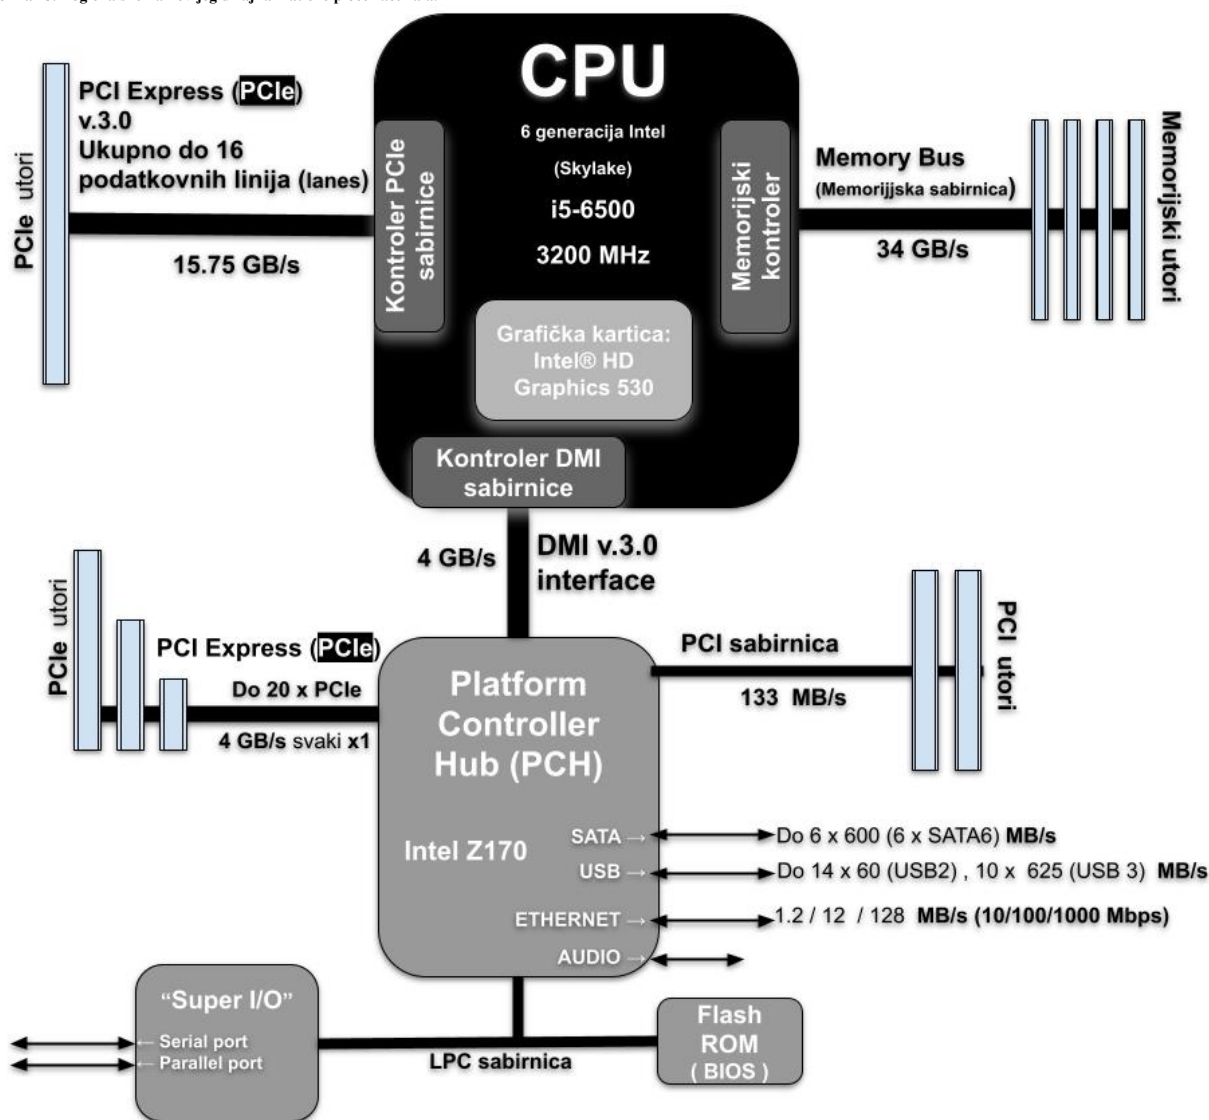 CPU
6 generacija Intel
(Skylake)
i5-6500
3200 MHz
PCI Express (PCIe)
v.3.0
Ukupno do 16
podatkovnih linija (lanes)
15.75 GB/s
PCIe utori
Kontroler PCIe
sabirnice
Memorijski
kontroler
Memory Bus
(Memorijjska sabirnica)
34 GB/s
Memorijski utori
Grafička kartica:
Intel® HD
Graphics 530
Kontroler DMI
sabirnice
4 GB/s
DMI v.3.0
interface
PCIe utori
PCI Express (PCIe)
Do 20 x PCIe
4 GB/s svaki x1
Platform
Controller
Hub (PCH)
Intel Z170
PCI sabirnica
133 MB/s
PCI utori
SATA →
Do 6 x 600 (6 x SATA6) MB/s
USB →
Do 14 x 60 (USB2) , 10 x 625 (USB 3) MB/s
ETHERNET →
1.2 / 12 / 128 MB/s (10/100/1000 Mbps)
AUDIO →
“Super I/O”
← Serial port
← Parallel port
LPC sabirnica
Flash
ROM
( BIOS )